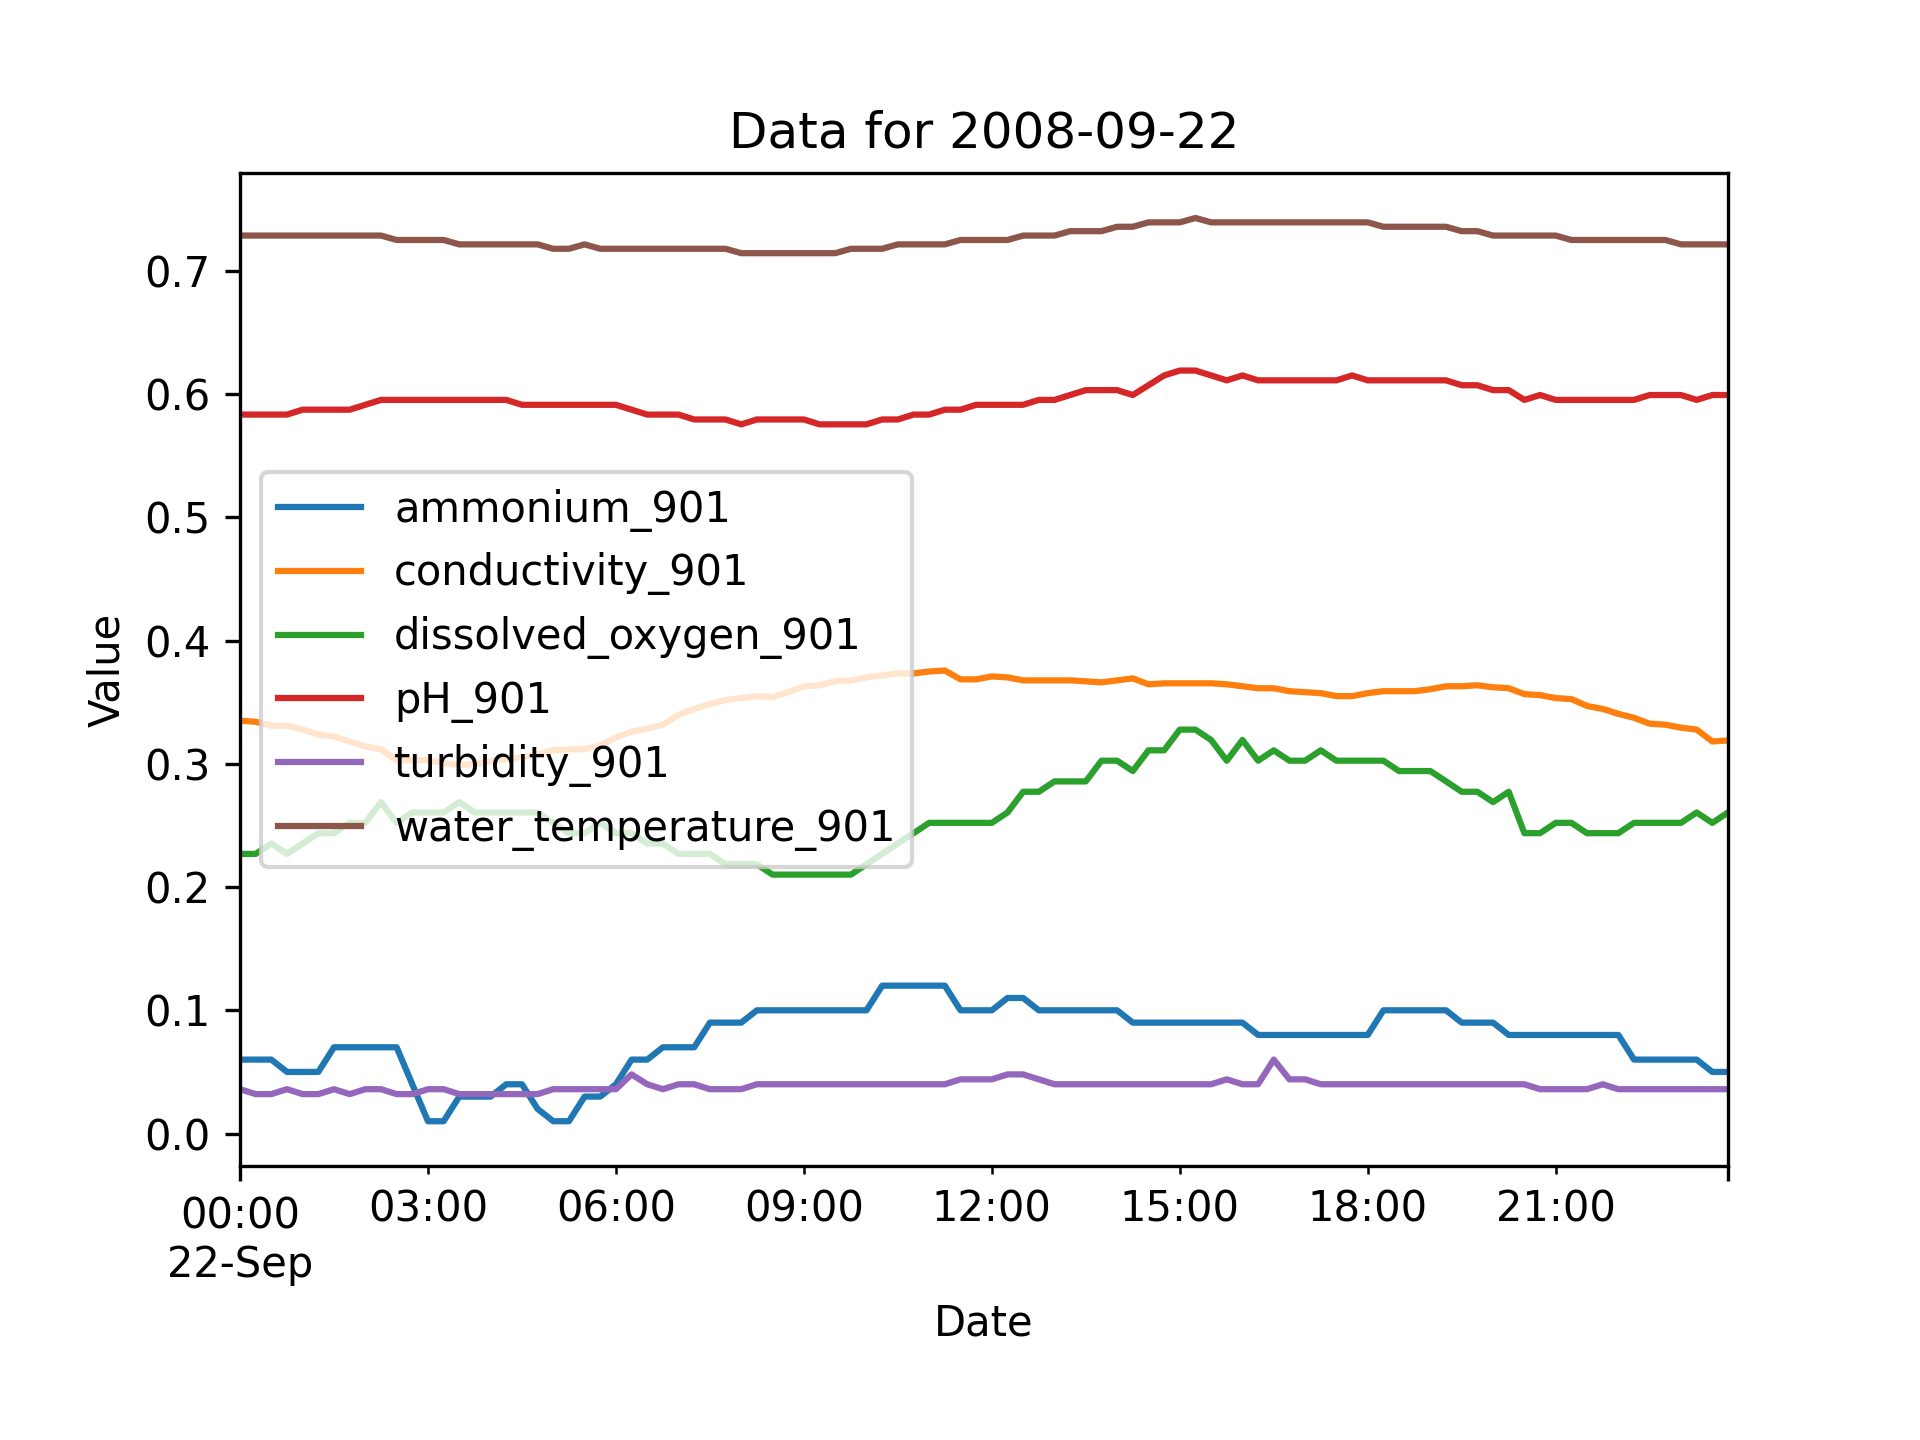 Data for 2008-09-22
Value
0.7
0.6
0.5
0.4
0.3
0.2
0.1
0.0
ammonium_901
conductivity_901
dissolved_oxygen_901
pH_901
turbidity_901
water_temperature_901
00:00 03:00 06:00 09:00 12:00 15:00 18:00 21:00
22-Sep
Date